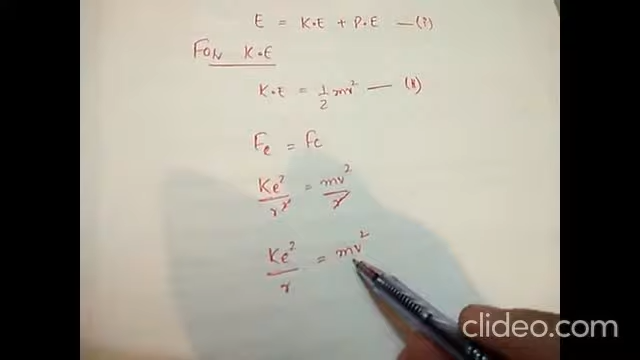 E = K.E + P.E —(3)
FOR K.E
K.E = 1/2 mv² — (4)
Fe = Fc
Ke²/r² = mv²/r
Ke²/r = mv²
clideo.com